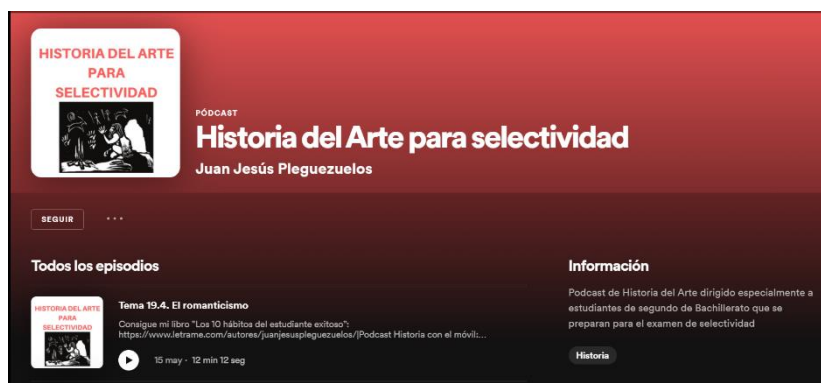 HISTORIA DEL ARTE
PARA
SELECTIVIDAD
PÓDCAST
Historia del Arte para selectividad
Juan Jesús Pleguezuelos
SEGUIR
Todos los episodios
HISTORIA DEL ARTE
PARA
SELECTIVIDAD
Tema 19.4. El romanticismo
Consigue mi libro "Los 10 hábitos del estudiante exitoso":
https://www.letrame.com/autores/juanjesuspleguezuelos/|Podcast Historia con el móvil:...
15 may · 12 min 12 seg
Información
Podcast de Historia del Arte dirigido especialmente a
estudiantes de segundo de Bachillerato que se
preparan para el examen de selectividad
Historia